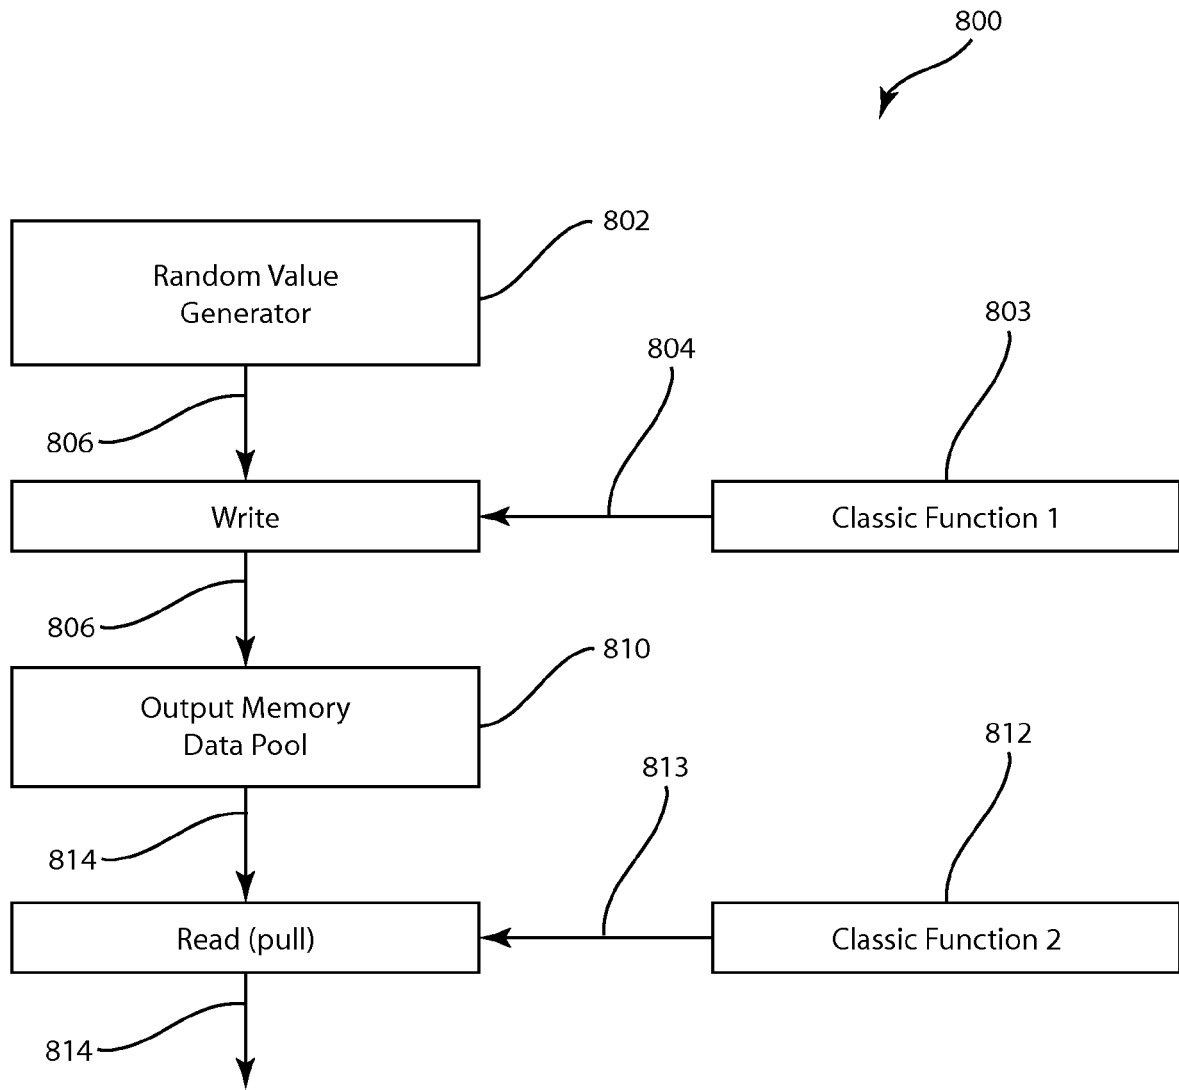 800
802
Random Value
Generator
803
804
806
Write
Classic Function 1
806
810
Output Memory
Data Pool
812
813
814
Read (pull)
Classic Function 2
814